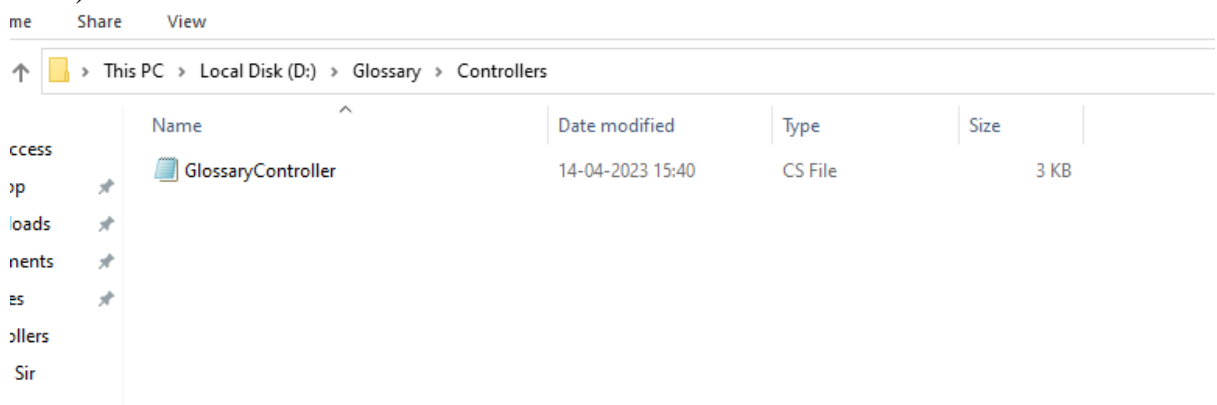 me Share View
This PC > Local Disk (D:) > Glossary > Controllers
Name Date modified Type Size
ccess
GlossaryController 14-04-2023 15:40 CS File 3 KB
op
loads
nents
es
ollers
Sir